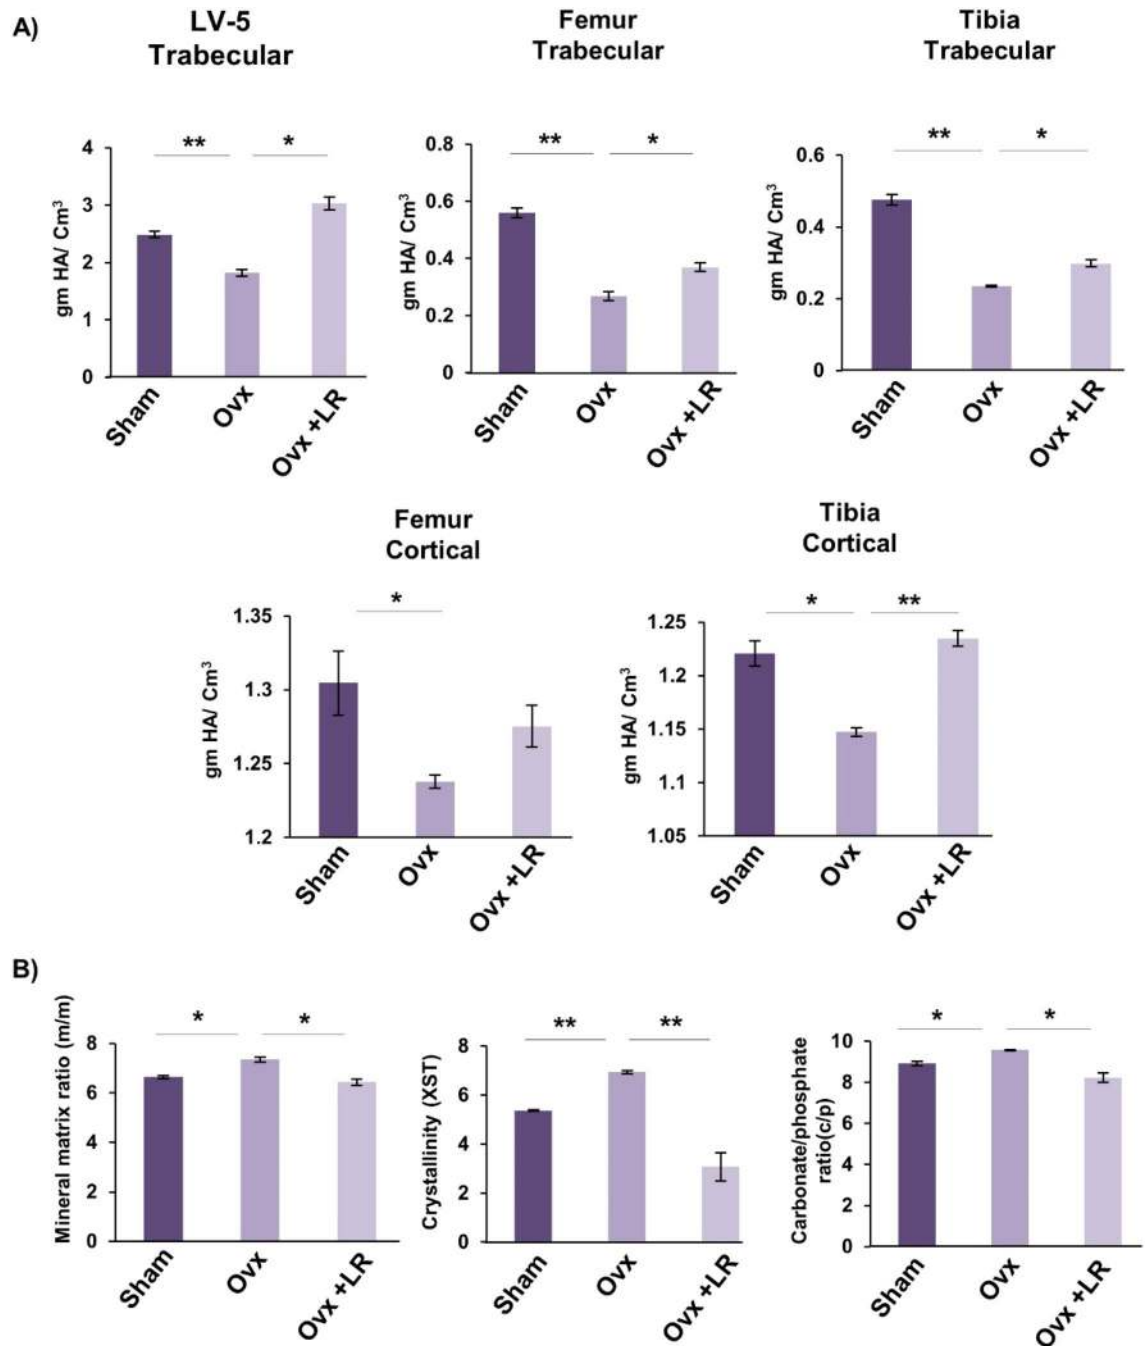 A)
LV-5
Trabecular
** *
gm HA/ Cm³
4
3
2
1
0
Sham
Ovx
Ovx +LR
Femur
Trabecular
** *
gm HA/ Cm³
0.8
0.6
0.4
0.2
0
Sham
Ovx
Ovx +LR
Tibia
Trabecular
** *
gm HA/ Cm³
0.6
0.4
0.2
0
Sham
Ovx
Ovx +LR
Femur
Cortical
*
gm HA/ Cm³
1.35
1.3
1.25
1.2
Sham
Ovx
Ovx +LR
Tibia
Cortical
* **
gm HA/ Cm³
1.25
1.2
1.15
1.1
1.05
Sham
Ovx
Ovx +LR
B)
* *
Mineral matrix ratio (m/m)
8
6
4
2
0
Sham
Ovx
Ovx +LR
** **
Crystallinity (XST)
8
6
4
2
0
Sham
Ovx
Ovx +LR
* *
Carbonate/phosphate
ratio(c/p)
10
8
6
4
2
0
Sham
Ovx
Ovx +LR